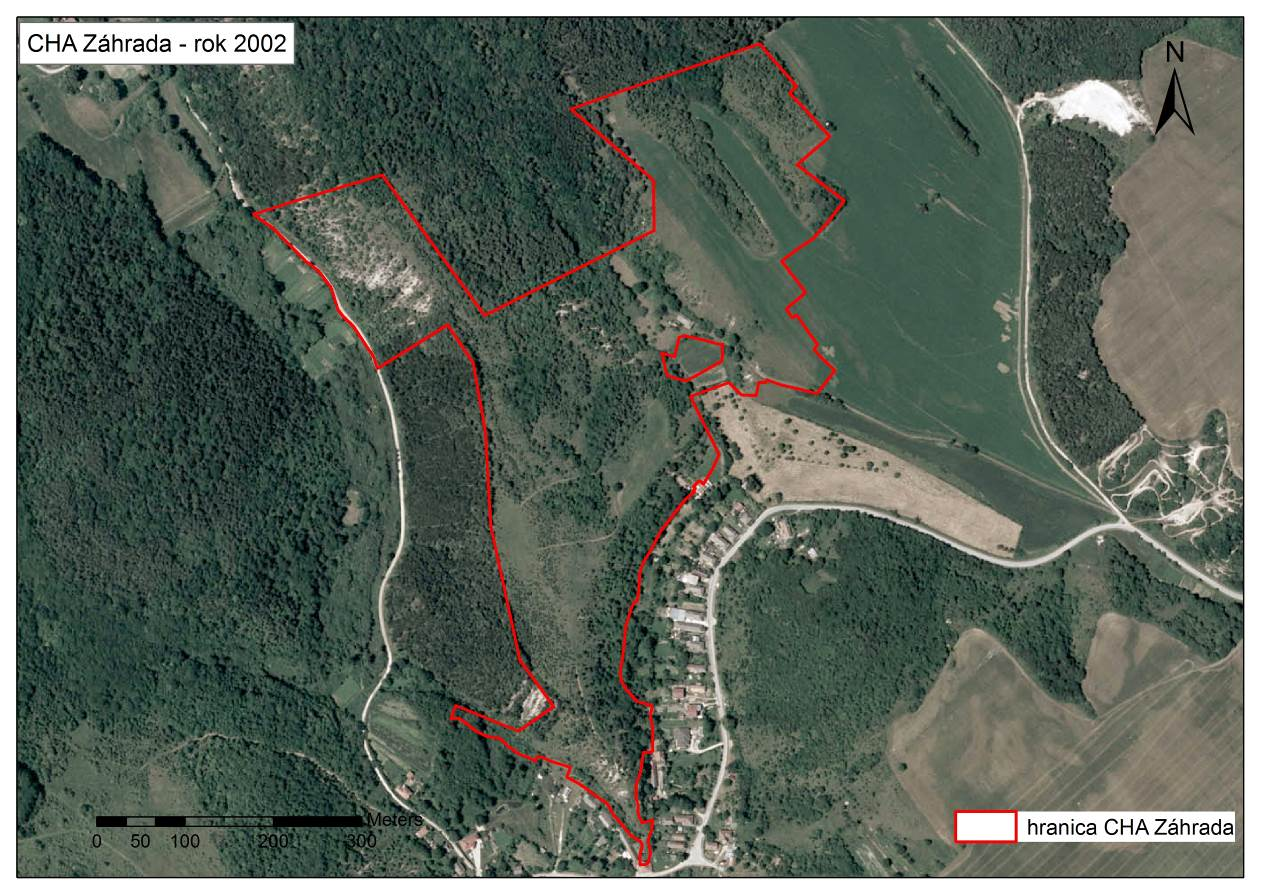 CHA Záhrada - rok 2002
N
Meters
0 50 100 200 300
hranica CHA Záhrada